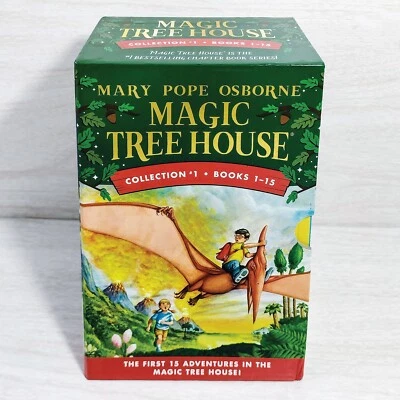 MAGIC
TREE HOUSE
COLLECTION #1 • BOOKS 1-15
MAGIC TREE HOUSE® IS THE
#1 BESTSELLING CHAPTER BOOK SERIES!
MARY POPE OSBORNE
MAGIC
TREE HOUSE®
COLLECTION #1 • BOOKS 1–15
THE FIRST 15 ADVENTURES IN THE
MAGIC TREE HOUSE!